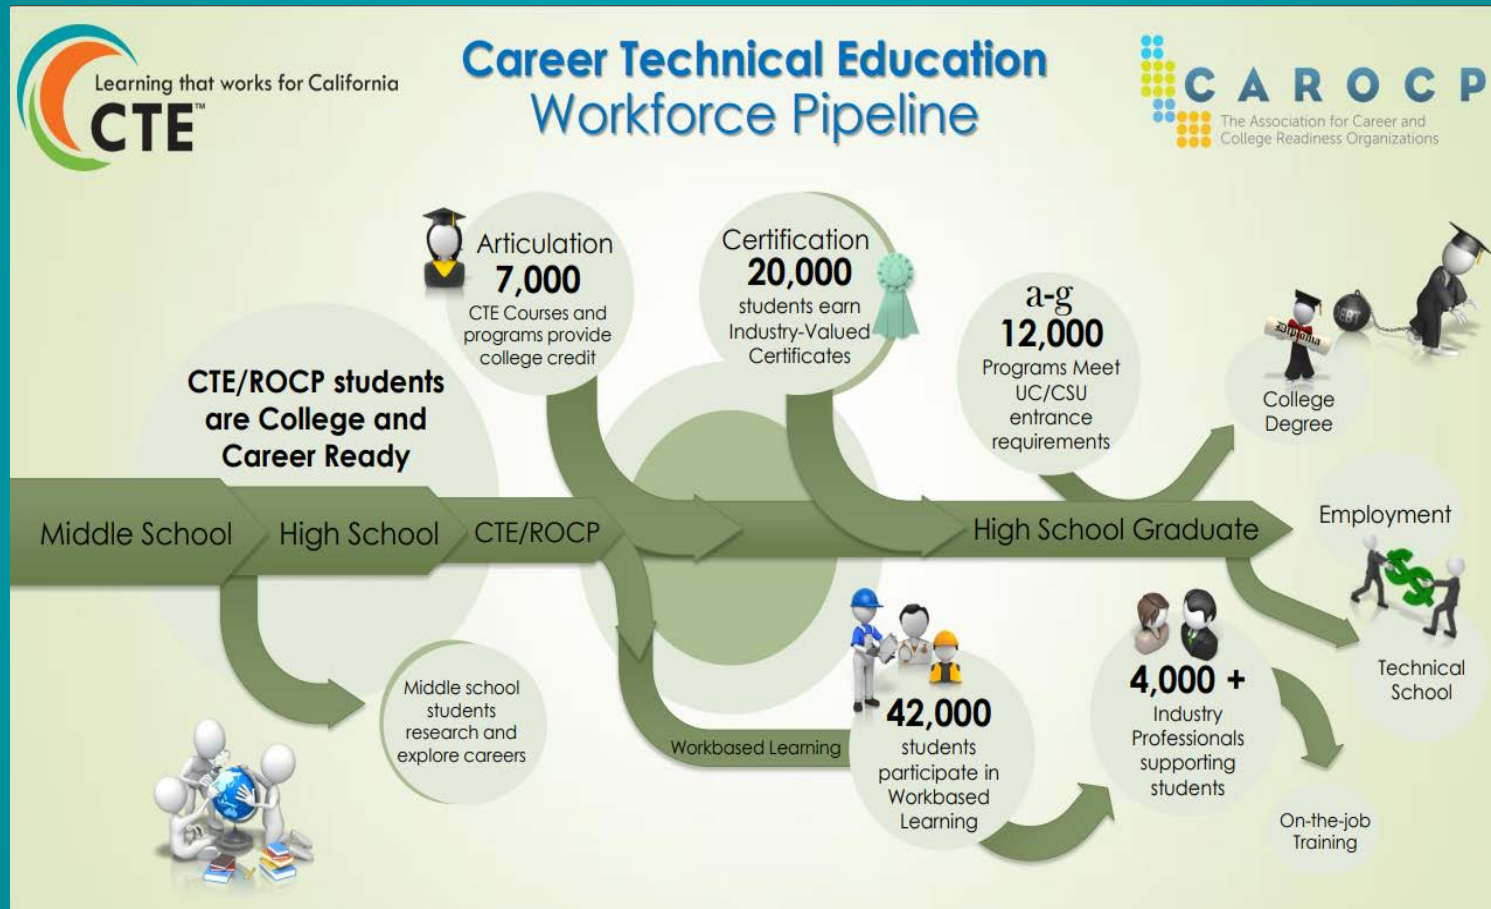 Learning that works for California
CTE™
Career Technical Education
Workforce Pipeline
CAROCP
The Association for Career and
College Readiness Organizations
Articulation
7,000
CTE Courses and
programs provide
college credit
Certification
20,000
students earn
Industry-Valued
Certificates
a-g
12,000
Programs Meet
UC/CSU
entrance
requirements
Diploma
DEBT
College
Degree
CTE/ROCP students
are College and
Career Ready
Middle School
High School
CTE/ROCP
High School Graduate
Employment
Technical
School
Middle school
students
research and
explore careers
Workbased Learning
42,000
students
participate in
Workbased
Learning
4,000 +
Industry
Professionals
supporting
students
On-the-job
Training